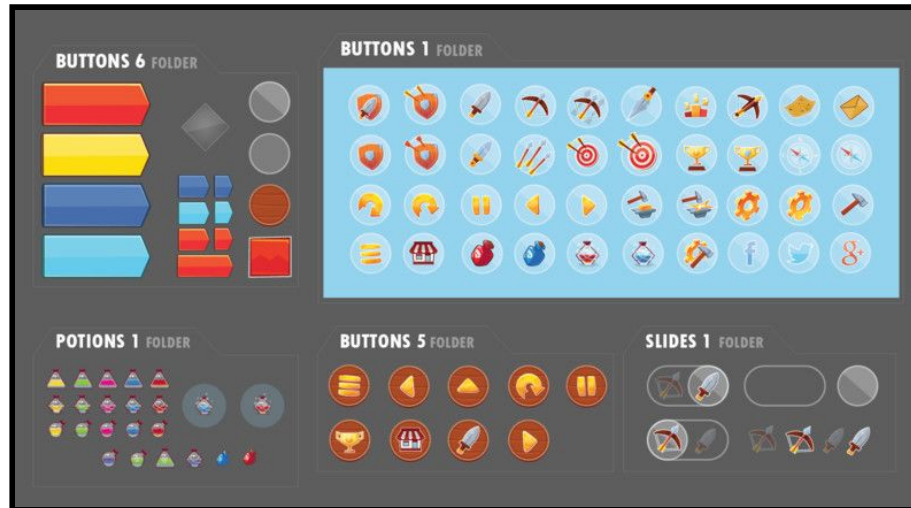 BUTTONS 6 FOLDER
BUTTONS 1 FOLDER
f
g+
POTIONS 1 FOLDER
BUTTONS 5 FOLDER
SLIDES 1 FOLDER